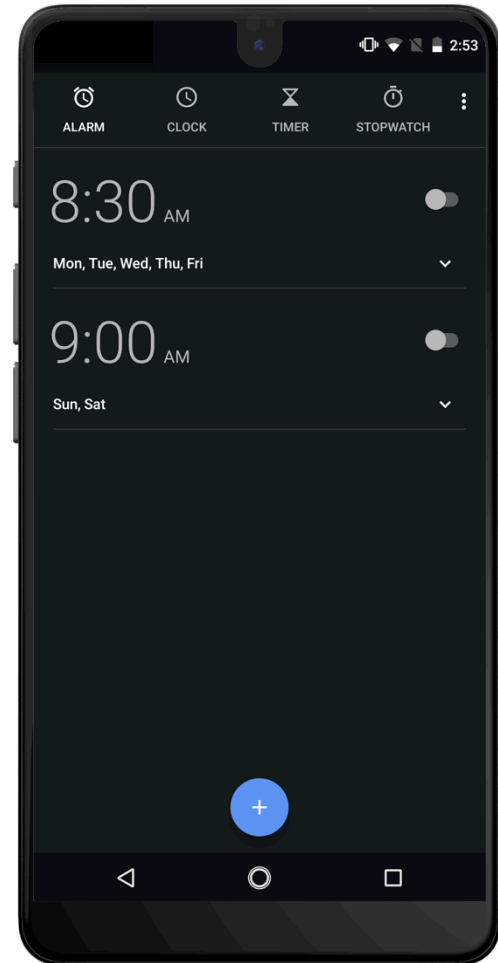 2:53
ALARM CLOCK TIMER STOPWATCH
8:30 AM
Mon, Tue, Wed, Thu, Fri
9:00 AM
Sun, Sat